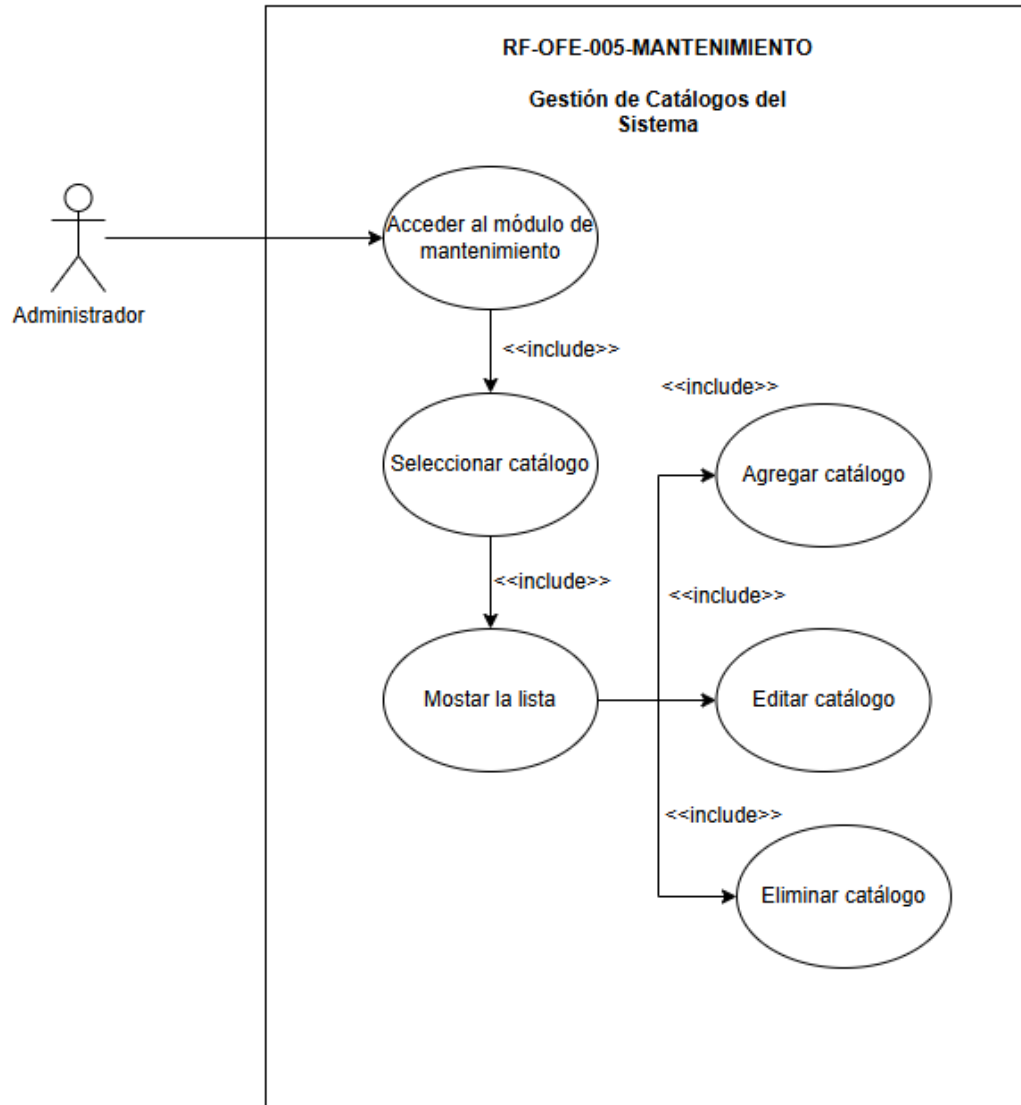 RF-OFE-005-MANTENIMIENTO
Gestión de Catálogos del
Sistema
Acceder al módulo de
mantenimiento
Administrador
<<include>>
<<include>>
Seleccionar catálogo
Agregar catálogo
<<include>>
<<include>>
Mostar la lista
Editar catálogo
<<include>>
Eliminar catálogo